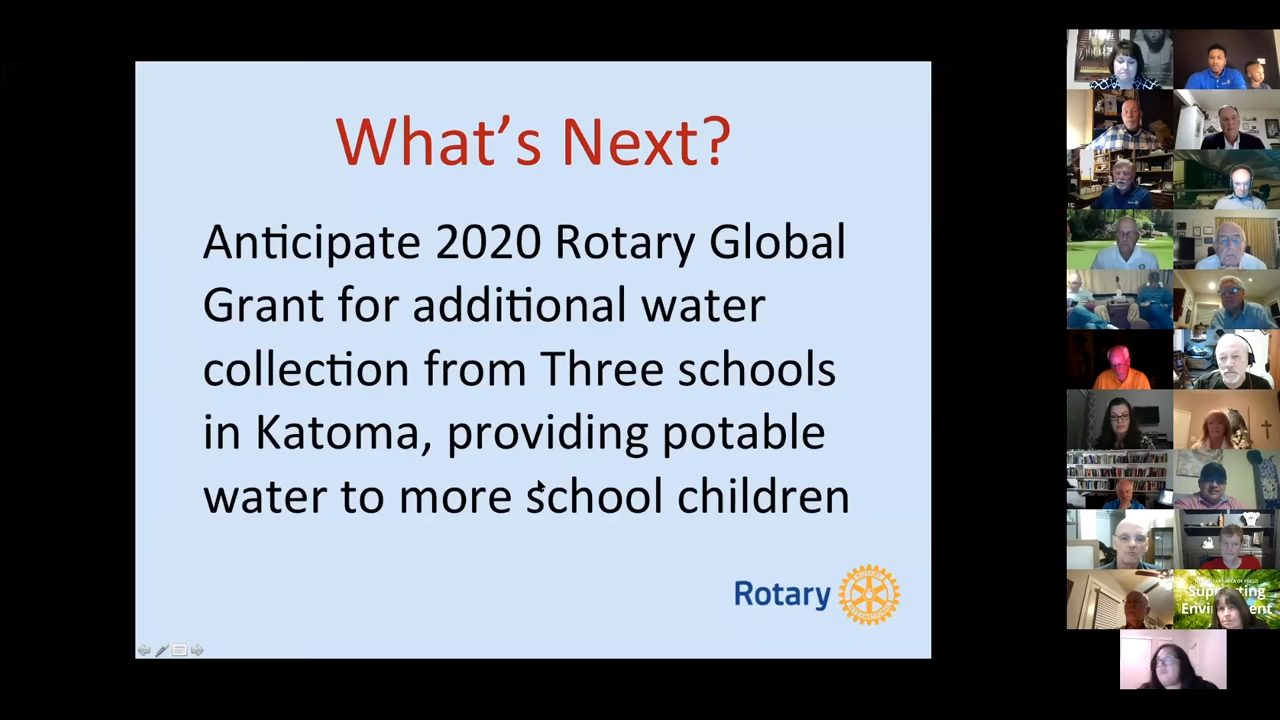 What's Next?
Anticipate 2020 Rotary Global
Grant for additional water
collection from Three schools
in Katoma, providing potable
water to more school children
Rotary